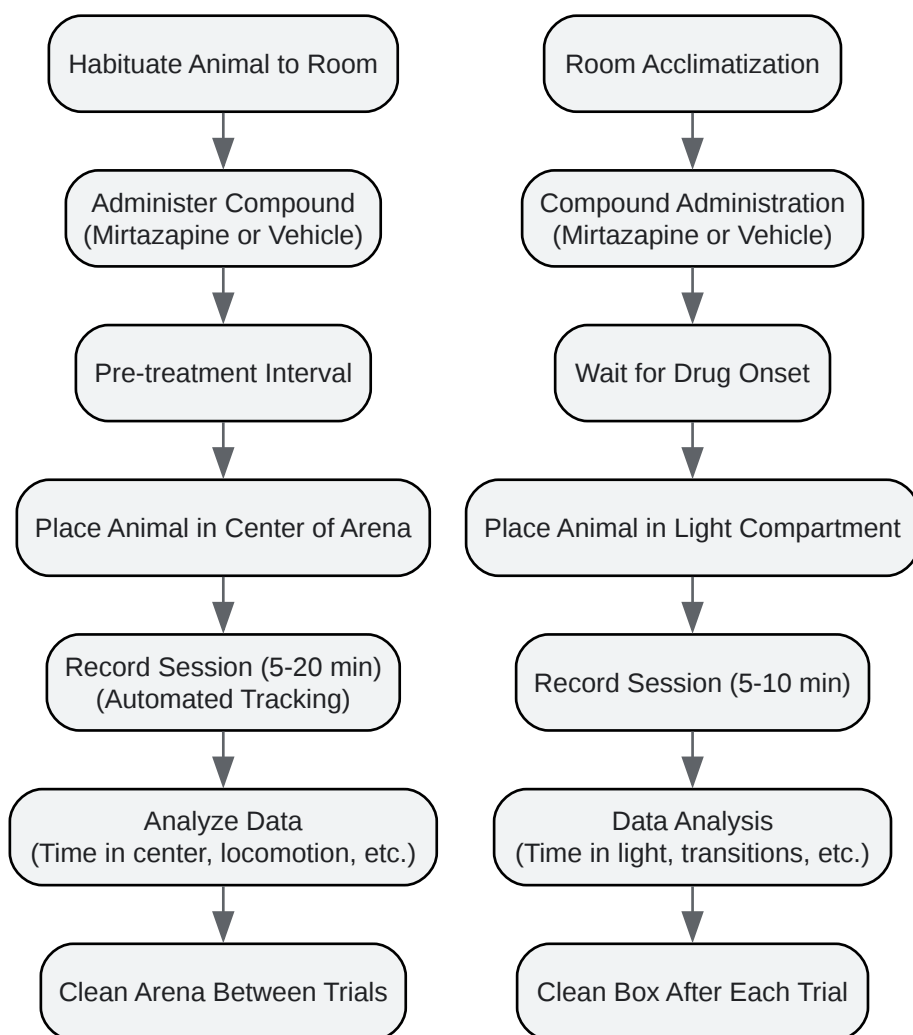 Habituate Animal to Room
Administer Compound
(Mirtazapine or Vehicle)
Pre-treatment Interval
Place Animal in Center of Arena
Record Session (5-20 min)
(Automated Tracking)
Analyze Data
(Time in center, locomotion, etc.)
Clean Arena Between Trials
Room Acclimatization
Compound Administration
(Mirtazapine or Vehicle)
Wait for Drug Onset
Place Animal in Light Compartment
Record Session (5-10 min)
Data Analysis
(Time in light, transitions, etc.)
Clean Box After Each Trial